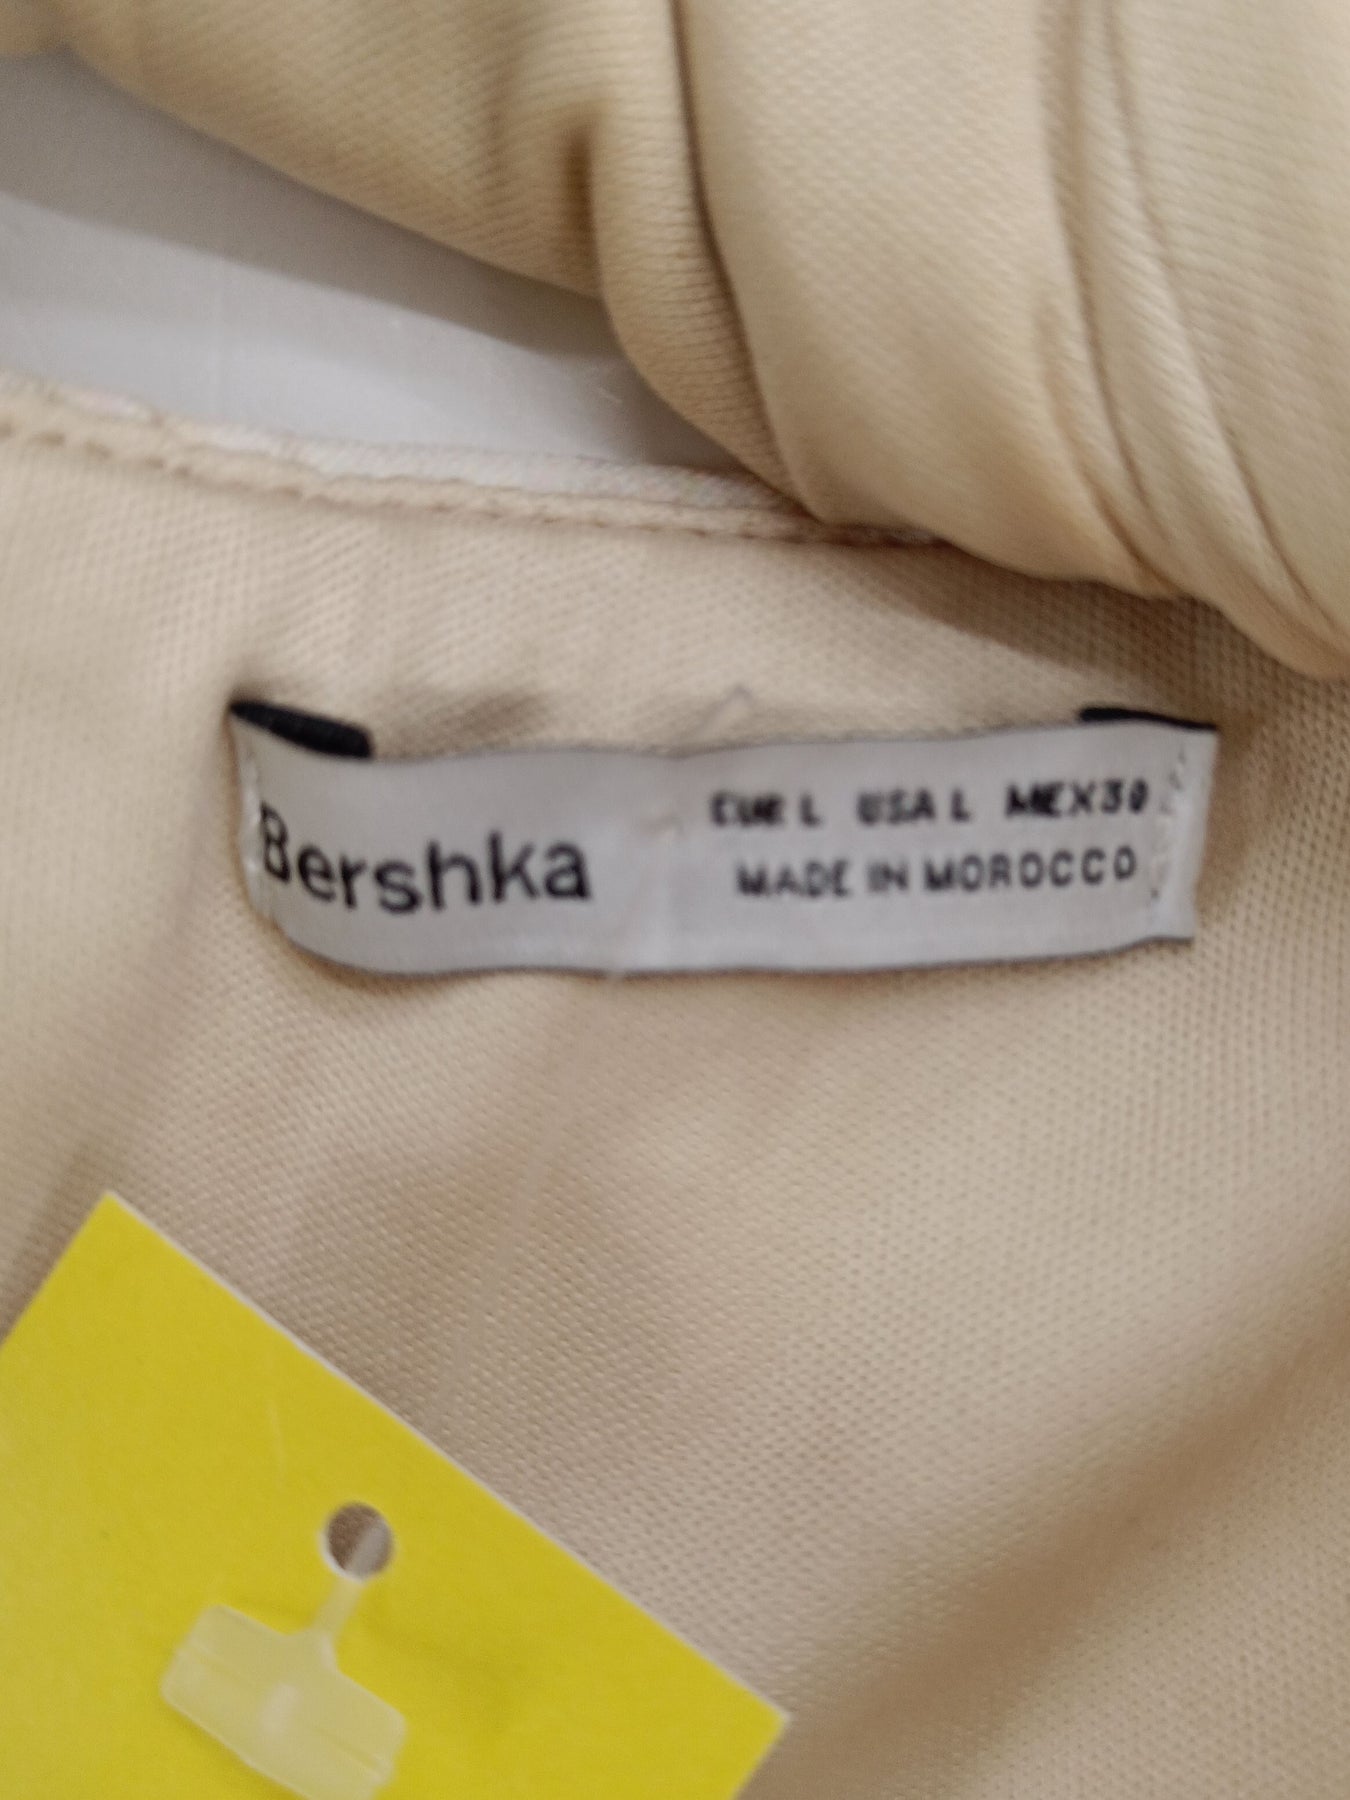 Bershka
EUR L USA L MEX30
MADE IN MOROCCO